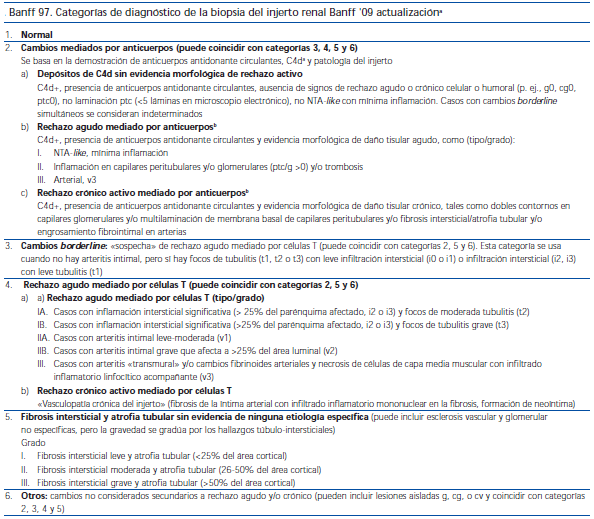 Banff 97. Categorías de diagnóstico de la biopsia del injerto renal Banff '09 actualizaciónª
1. Normal
2. Cambios mediados por anticuerpos (puede coincidir con categorías 3, 4, 5 y 6)
Se basa en la demostración de anticuerpos antidonante circulantes, C4dª y patología del injerto
a) Depósitos de C4d sin evidencia morfológica de rechazo activo
C4d+, presencia de anticuerpos antidonante circulantes, ausencia de signos de rechazo agudo o crónico celular o humoral (p. ej., g0, cg0,
ptc0), no laminación ptc (<5 láminas en microscopio electrónico), no NTA-like con mínima inflamación. Casos con cambios borderline
simultáneos se consideran indeterminados
b) Rechazo agudo mediado por anticuerposᵇ
C4d+, presencia de anticuerpos antidonante circulantes y evidencia morfológica de daño tisular agudo, como (tipo/grado):
I. NTA-like, mínima inflamación
II. Inflamación en capilares peritubulares y/o glomerulares (ptc/g >0) y/o trombosis
III. Arterial, v3
c) Rechazo crónico activo mediado por anticuerposᵇ
C4d+, presencia de anticuerpos antidonante circulantes y evidencia morfológica de daño tisular crónico, tales como dobles contornos en
capilares glomerulares y/o multilaminación de membrana basal de capilares peritubulares y/o fibrosis intersticial/atrofia tubular y/o
engrosamiento fibrointimal en arterias
3. Cambios borderline: «sospecha» de rechazo agudo mediado por células T (puede coincidir con categorías 2, 5 y 6). Esta categoría se usa
cuando no hay arteritis intimal, pero si hay focos de tubulitis (t1, t2 o t3) con leve infiltración intersticial (i0 o i1) o infiltración intersticial (i2, i3)
con leve tubulitis (t1)
4. Rechazo agudo mediado por células T (puede coincidir con categorías 2, 5 y 6)
a) a) Rechazo agudo mediado por células T (tipo/grado)
IIA. Casos con inflamación intersticial significativa (> 25% del parénquima afectado, i2 o i3) y focos de moderada tubulitis (t2)
IB. Casos con inflamación intersticial significativa (>25% del parénquima afectado, i2 o i3) y focos de tubulitis grave (t3)
IIA. Casos con arteritis intimal leve-moderada (v1)
IIB. Casos con arteritis intimal grave que afecta a >25% del área luminal (v2)
III. Casos con arteritis «transmural» y/o cambios fibrinoides arteriales y necrosis de células de capa media muscular con infiltrado
inflamatorio linfocítico acompañante (v3)
b) Rechazo crónico activo mediado por células T
«Vasculopatía crónica del injerto» (fibrosis de la íntima arterial con infiltrado inflamatorio mononuclear en la fibrosis, formación de neoíntima)
5. Fibrosis intersticial y atrofia tubular sin evidencia de ninguna etiología específica (puede incluir esclerosis vascular y glomerular
no específicas, pero la gravedad se gradúa por los hallazgos túbulo-intersticiales)
Grado
I. Fibrosis intersticial leve y atrofia tubular (<25% del área cortical)
II. Fibrosis intersticial moderada y atrofia tubular (26-50% del área cortical)
III. Fibrosis intersticial grave y atrofia tubular (>50% del área cortical)
6. Otros: cambios no considerados secundarios a rechazo agudo y/o crónico (pueden incluir lesiones aisladas g, cg, o cv y coincidir con categorías
2, 3, 4 y 5)